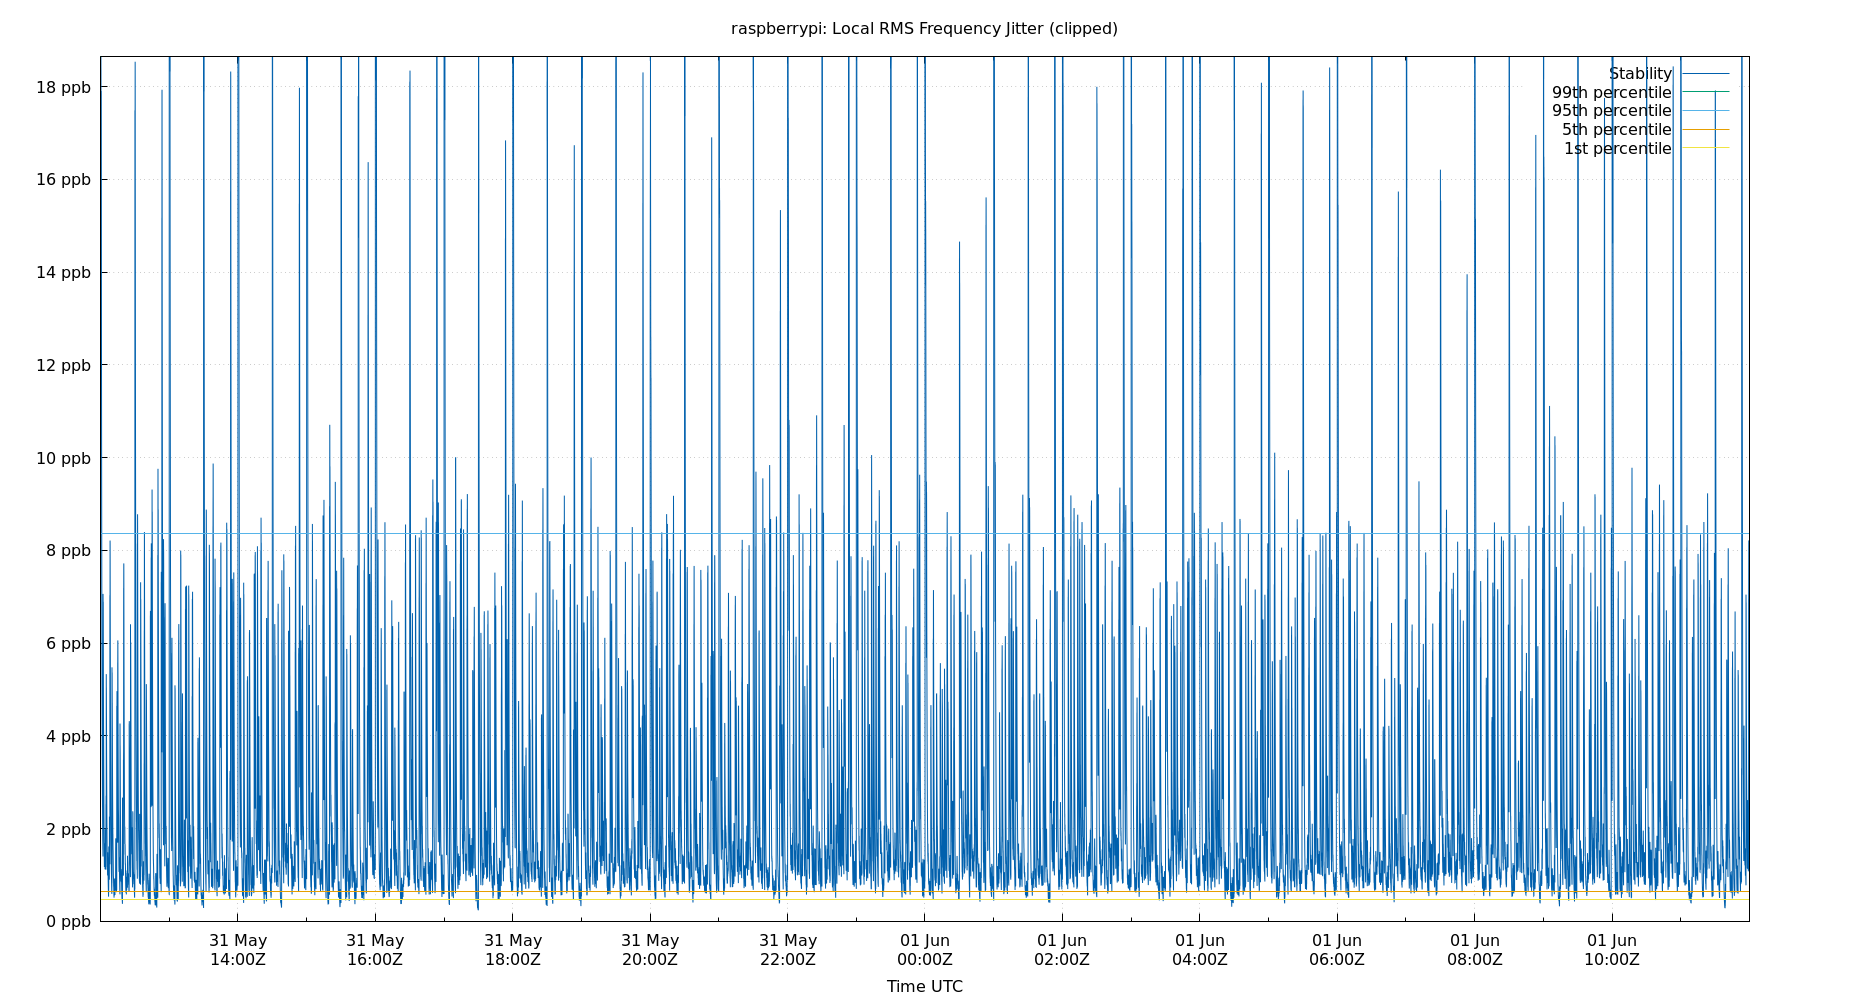 raspberrypi: Local RMS Frequency Jitter (clipped)
18 ppb
16 ppb
14 ppb
12 ppb
10 ppb
8 ppb
6 ppb
4 ppb
2 ppb
0 ppb
Stability
99th percentile
95th percentile
5th percentile
1st percentile
31 May 31 May 31 May 31 May 31 May 01 Jun 01 Jun 01 Jun 01 Jun 01 Jun 01 Jun
14:00Z 16:00Z 18:00Z 20:00Z 22:00Z 00:00Z 02:00Z 04:00Z 06:00Z 08:00Z 10:00Z
Time UTC